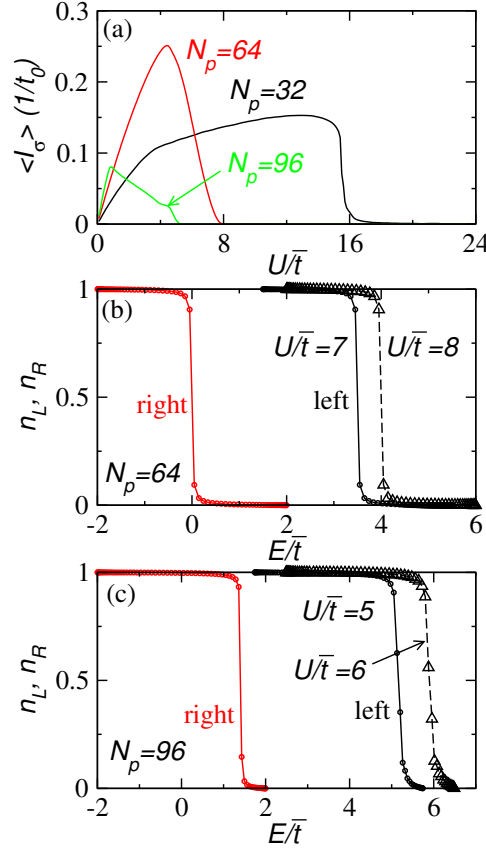 (a)
N_p=64
N_p=32
N_p=96
<I_σ> (1/t_0)
0.3
0.2
0.1
0
0 8 16 24
U/t̅
(b)
U/t̅=7 U/t̅=8
right
left
N_p=64
n_L, n_R
1
0.5
0
-2 0 2 4 6
E/t̅
(c)
U/t̅=5
U/t̅=6
right
left
N_p=96
n_L, n_R
1
0.5
0
-2 0 2 4 6
E/t̅